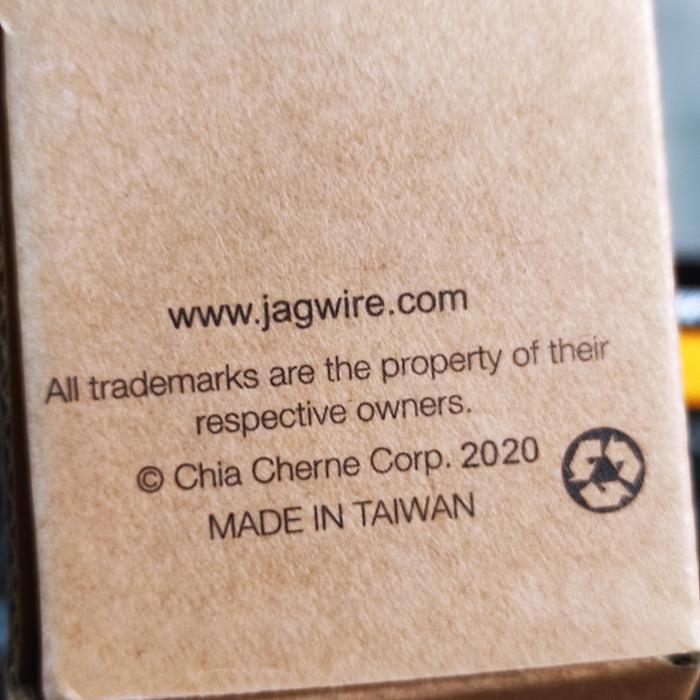 www.jagwire.com
All trademarks are the property of their
respective owners.
© Chia Cherne Corp. 2020
MADE IN TAIWAN